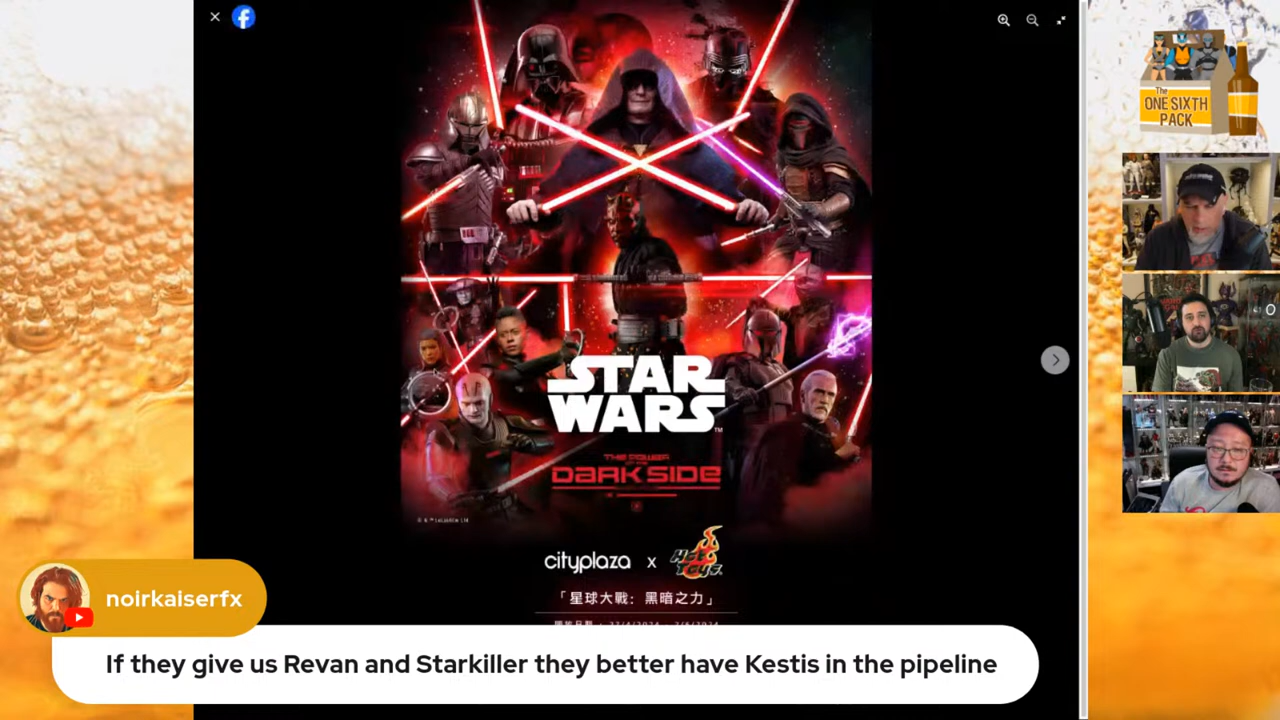 The
ONE SIXTH
PACK
STAR
WARS
TM
THE POWER
OF THE
DARK SIDE
cityplaza x Hot Toys
「星球大戰：黑暗之力」
noirkaiserfx
If they give us Revan and Starkiller they better have Kestis in the pipeline